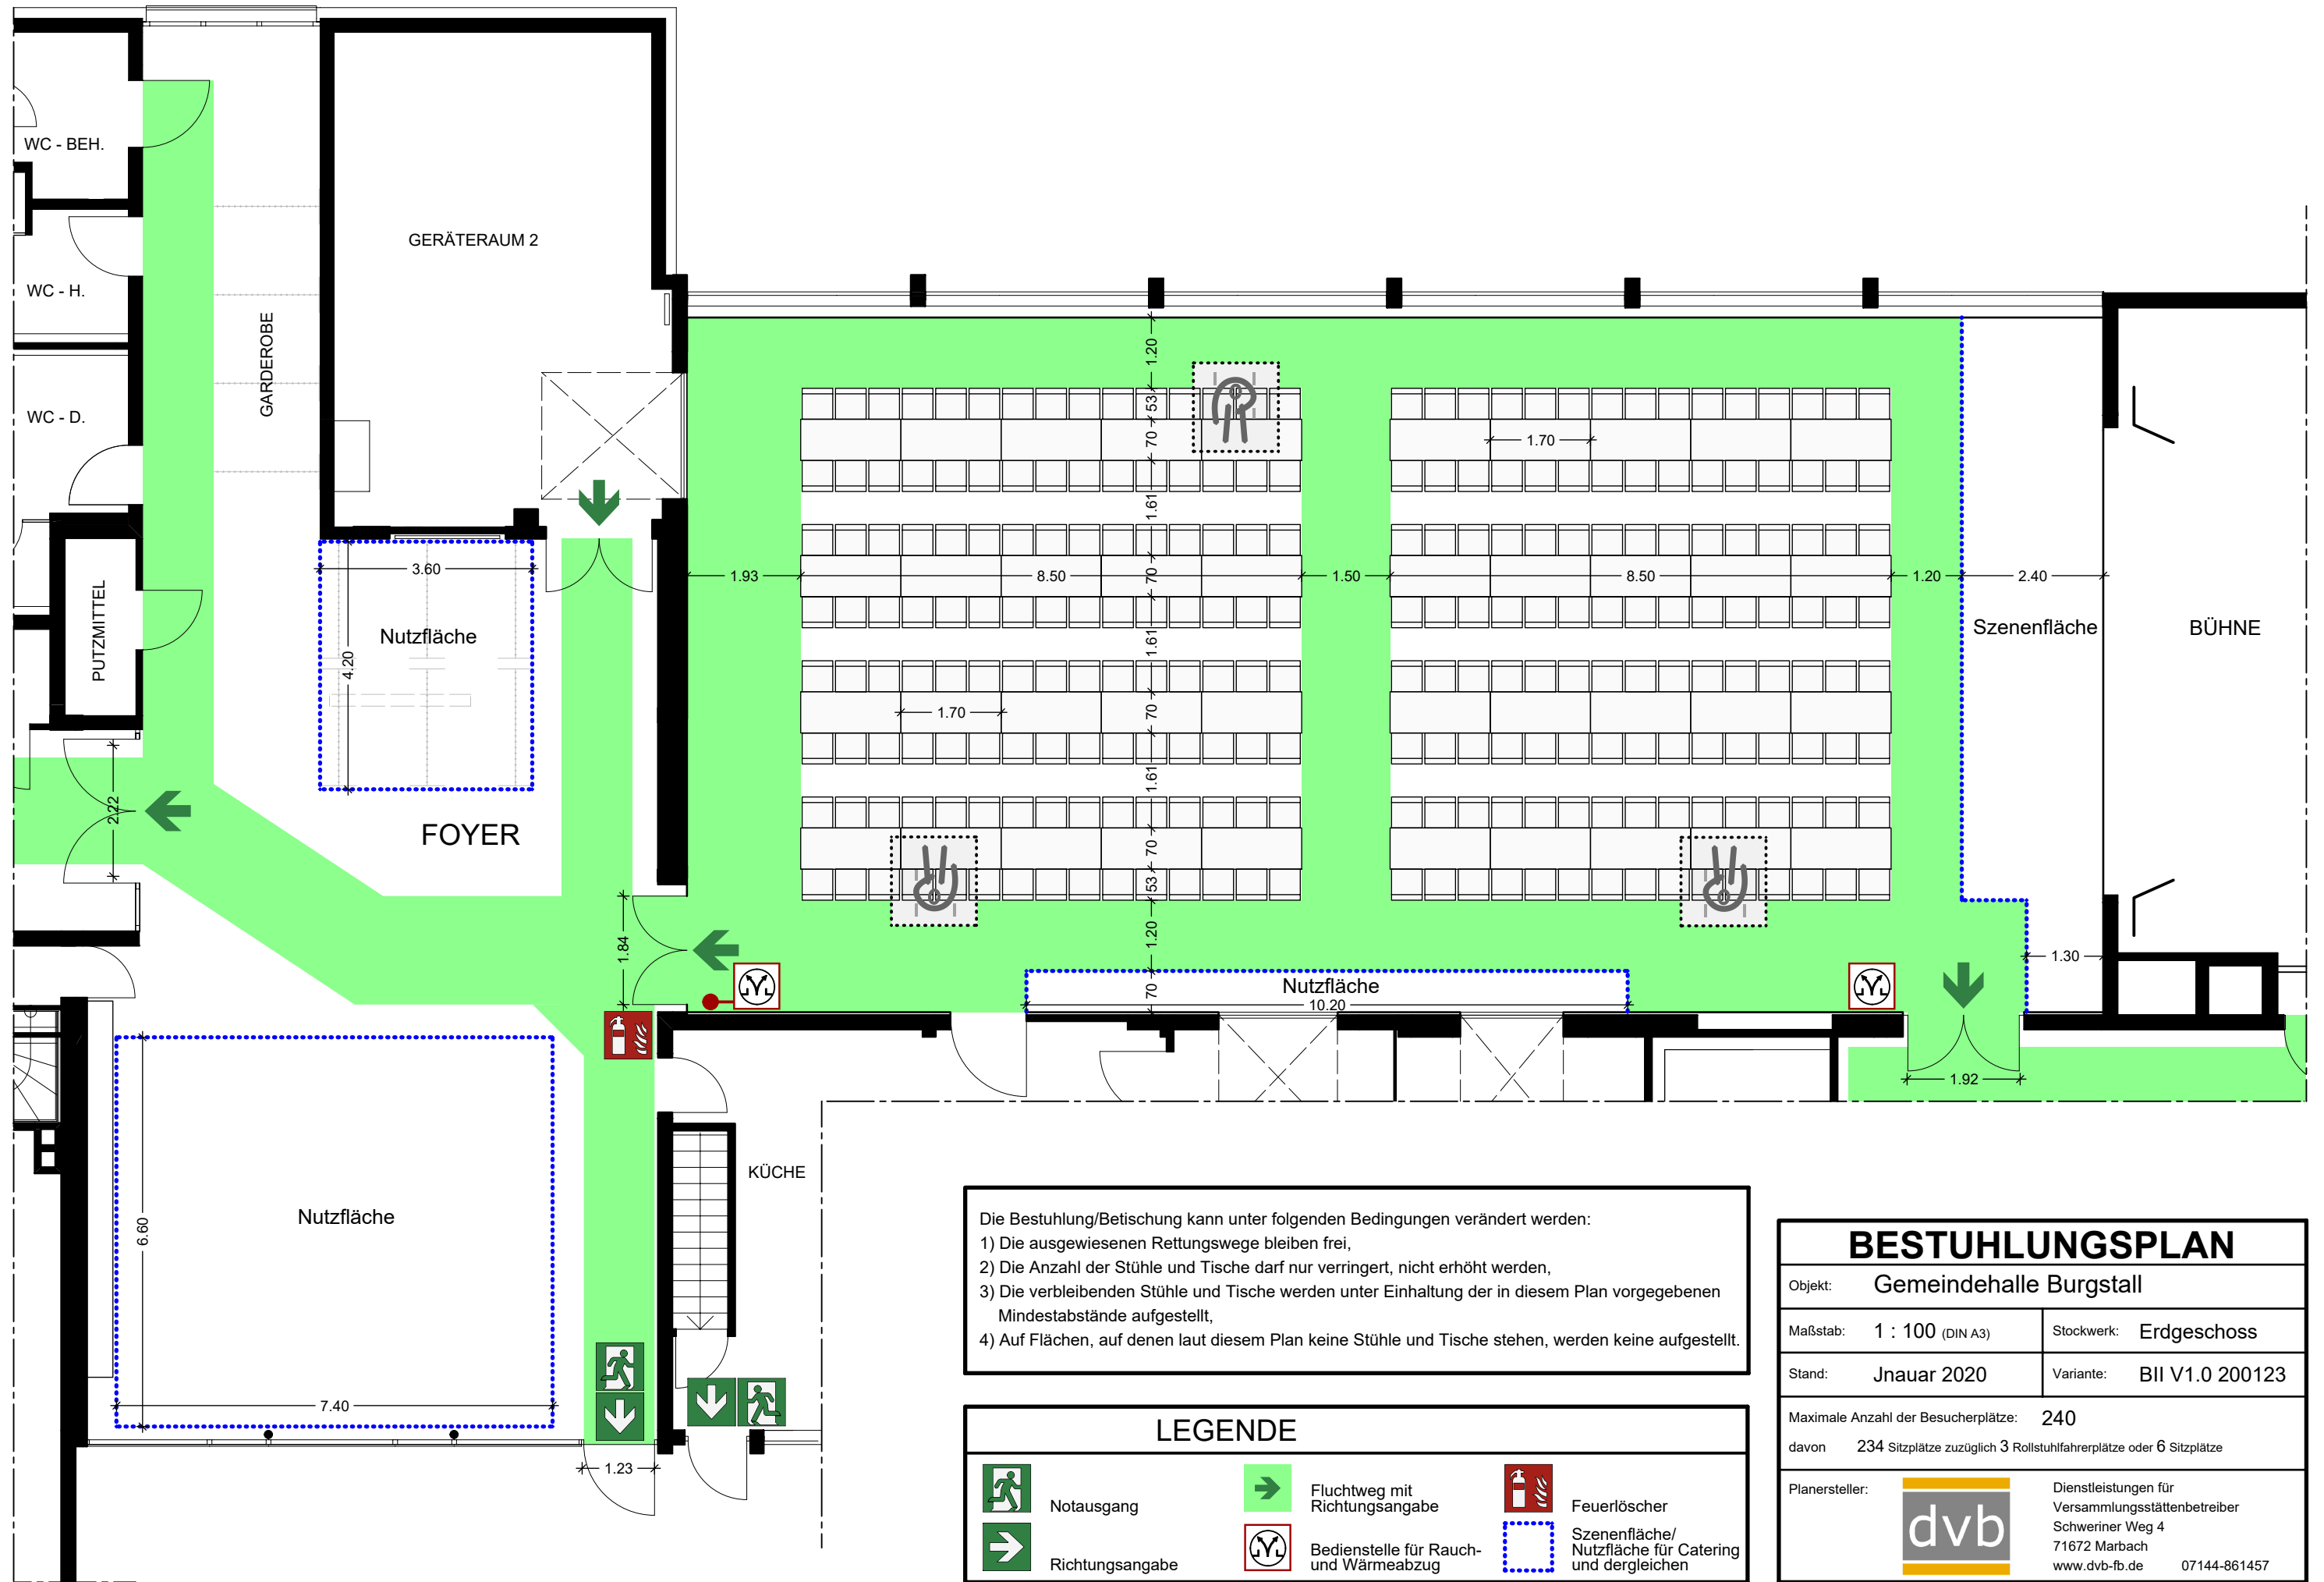 WC - BEH.
WC - H.
WC - D.
GARDEROBE
GERÄTERAUM 2
PUTZMITTEL
3.60
4.20
Nutzfläche
2.22
FOYER
1.84
1.20
53
70
1.61
70
1.61
70
1.61
70
53
1.20
70
1.70
1.70
1.93
8.50
1.50
8.50
1.20
2.40
Szenenfläche
BÜHNE
1.30
Nutzfläche
10.20
1.92
6.60
Nutzfläche
7.40
1.23
KÜCHE
Die Bestuhlung/Betischung kann unter folgenden Bedingungen verändert werden:
1) Die ausgewiesenen Rettungswege bleiben frei,
2) Die Anzahl der Stühle und Tische darf nur verringert, nicht erhöht werden,
3) Die verbleibenden Stühle und Tische werden unter Einhaltung der in diesem Plan vorgegebenen
Mindestabstände aufgestellt,
4) Auf Flächen, auf denen laut diesem Plan keine Stühle und Tische stehen, werden keine aufgestellt.
LEGENDE
Notausgang
Richtungsangabe
Fluchtweg mit
Richtungsangabe
Bedienstelle für Rauch-
und Wärmeabzug
Feuerlöscher
Szenenfläche/
Nutzfläche für Catering
und dergleichen
BESTUHLUNGSPLAN
Objekt: Gemeindehalle Burgstall
Maßstab: 1 : 100 (DIN A3)
Stockwerk: Erdgeschoss
Stand: Jnauar 2020
Variante: BII V1.0 200123
Maximale Anzahl der Besucherplätze: 240
davon 234 Sitzplätze zuzüglich 3 Rollstuhlfahrerplätze oder 6 Sitzplätze
Planersteller:
dvb
Dienstleistungen für
Versammlungsstättenbetreiber
Schweriner Weg 4
71672 Marbach
www.dvb-fb.de 07144-861457